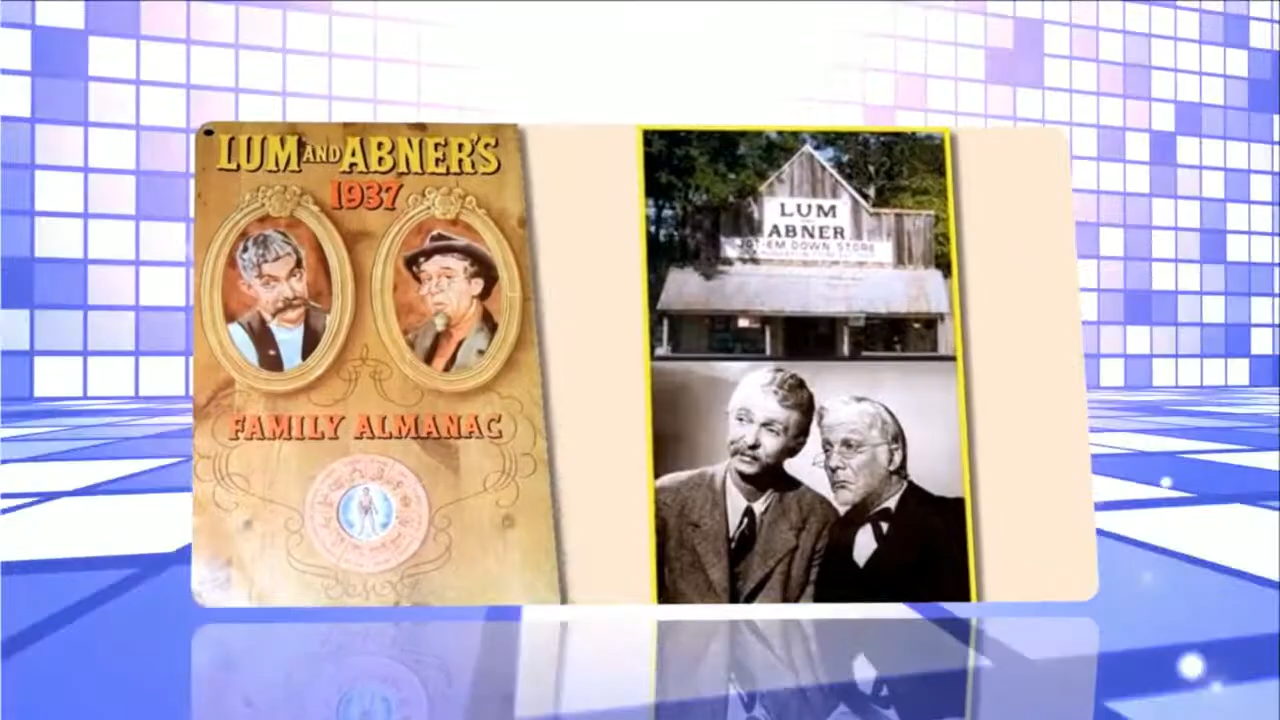 LUM AND ABNER'S
1937
FAMILY ALMANAC
LUM
ABNER
JOT-EM DOWN STORE